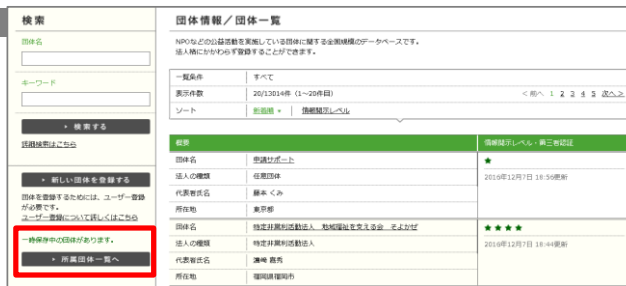 検索
団体名
キーワード
検索する
詳細検索はこちら
新しい団体を登録する
団体を登録するためには、ユーザー登録
が必要です。
ユーザー登録について詳しくはこちら
一時保存中の団体があります。
所属団体一覧へ
団体情報／団体一覧
NPOなどの公益活動を実施している団体に関する全国規模のデータベースです。
法人格にかかわらず登録することができます。
一覧条件 すべて
表示件数 20/13014件（1～20件目） ＜前へ 1 2 3 4 5 次へ＞
ソート 新着順 情報開示レベル
概要 情報開示レベル・第三者認証
団体名 申請サポート ★
法人の種類 任意団体 2016年12月7日 18:56更新
代表者氏名 藤本 くみ
所在地 東京都
団体名 特定非営利活動法人 地域福祉を支える会 そよかぜ ★★★★
法人の種類 特定非営利活動法人 2016年12月7日 18:44更新
代表者氏名 濱﨑 嘉秀
所在地 福岡県福岡市